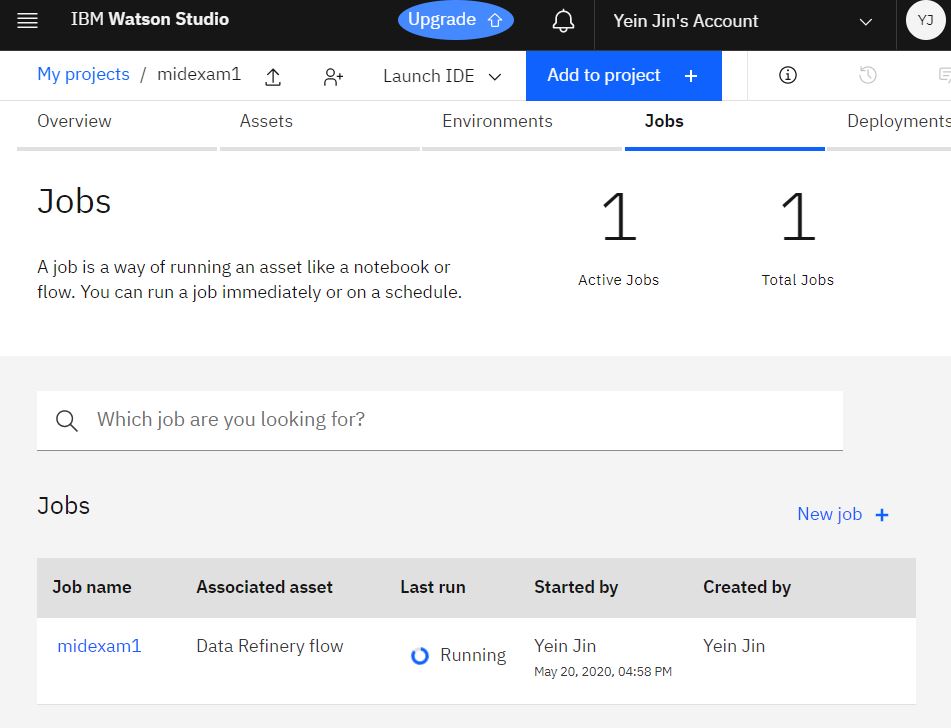 IBM Watson Studio
Upgrade
Yein Jin's Account
YJ
My projects / midexam1
Launch IDE
Add to project +
Overview
Assets
Environments
Jobs
Deployments
Jobs
1
1
A job is a way of running an asset like a notebook or
flow. You can run a job immediately or on a schedule.
Active Jobs
Total Jobs
Which job are you looking for?
Jobs
New job +
Job name
Associated asset
Last run
Started by
Created by
midexam1
Data Refinery flow
Running
Yein Jin
May 20, 2020, 04:58 PM
Yein Jin